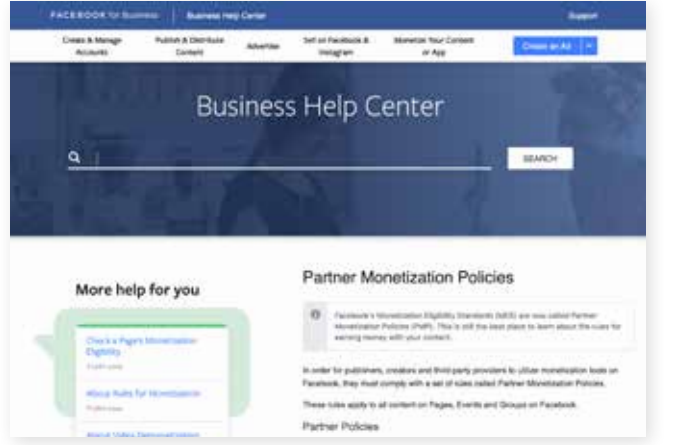 FACEBOOK for Business
Business Help Center
Support
Create & Manage
Accounts
Publish & Distribute
Content
Advertise
Sell on Facebook &
Instagram
Monetize Your Content
or App
Create an Ad
Business Help Center
SEARCH
More help for you
Check a Page's Monetization
Eligibility
About Rules for Monetization
About Video Demonetization
Partner Monetization Policies
Facebook's Monetization Eligibility Standards (MES) are now called Partner
Monetization Policies (PMP). This is still the best place to learn about the rules for
earning money with your content.
In order for publishers, creators and third party providers to utilize monetization tools on
Facebook, they must comply with a set of rules called Partner Monetization Policies.
These rules apply to all content on Pages, Events and Groups on Facebook.
Partner Policies